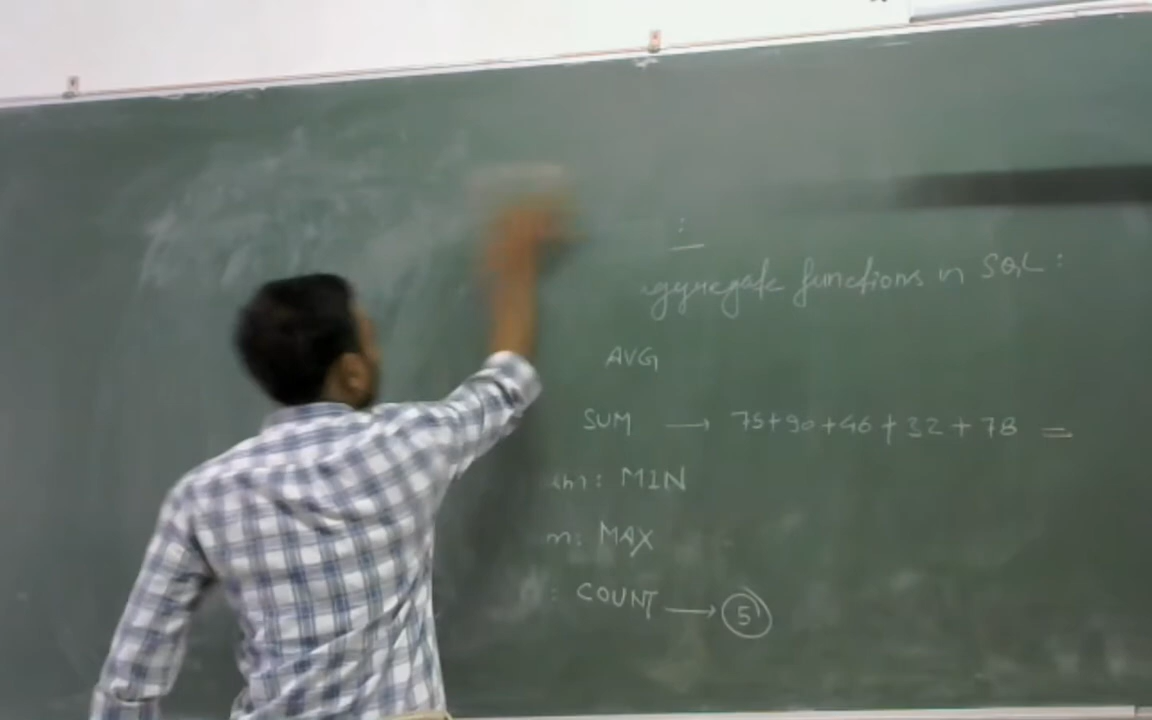 :
aggregate functions in SQL:
AVG
SUM → 75+90+46+32+78 =
: MIN
: MAX
: COUNT → 5